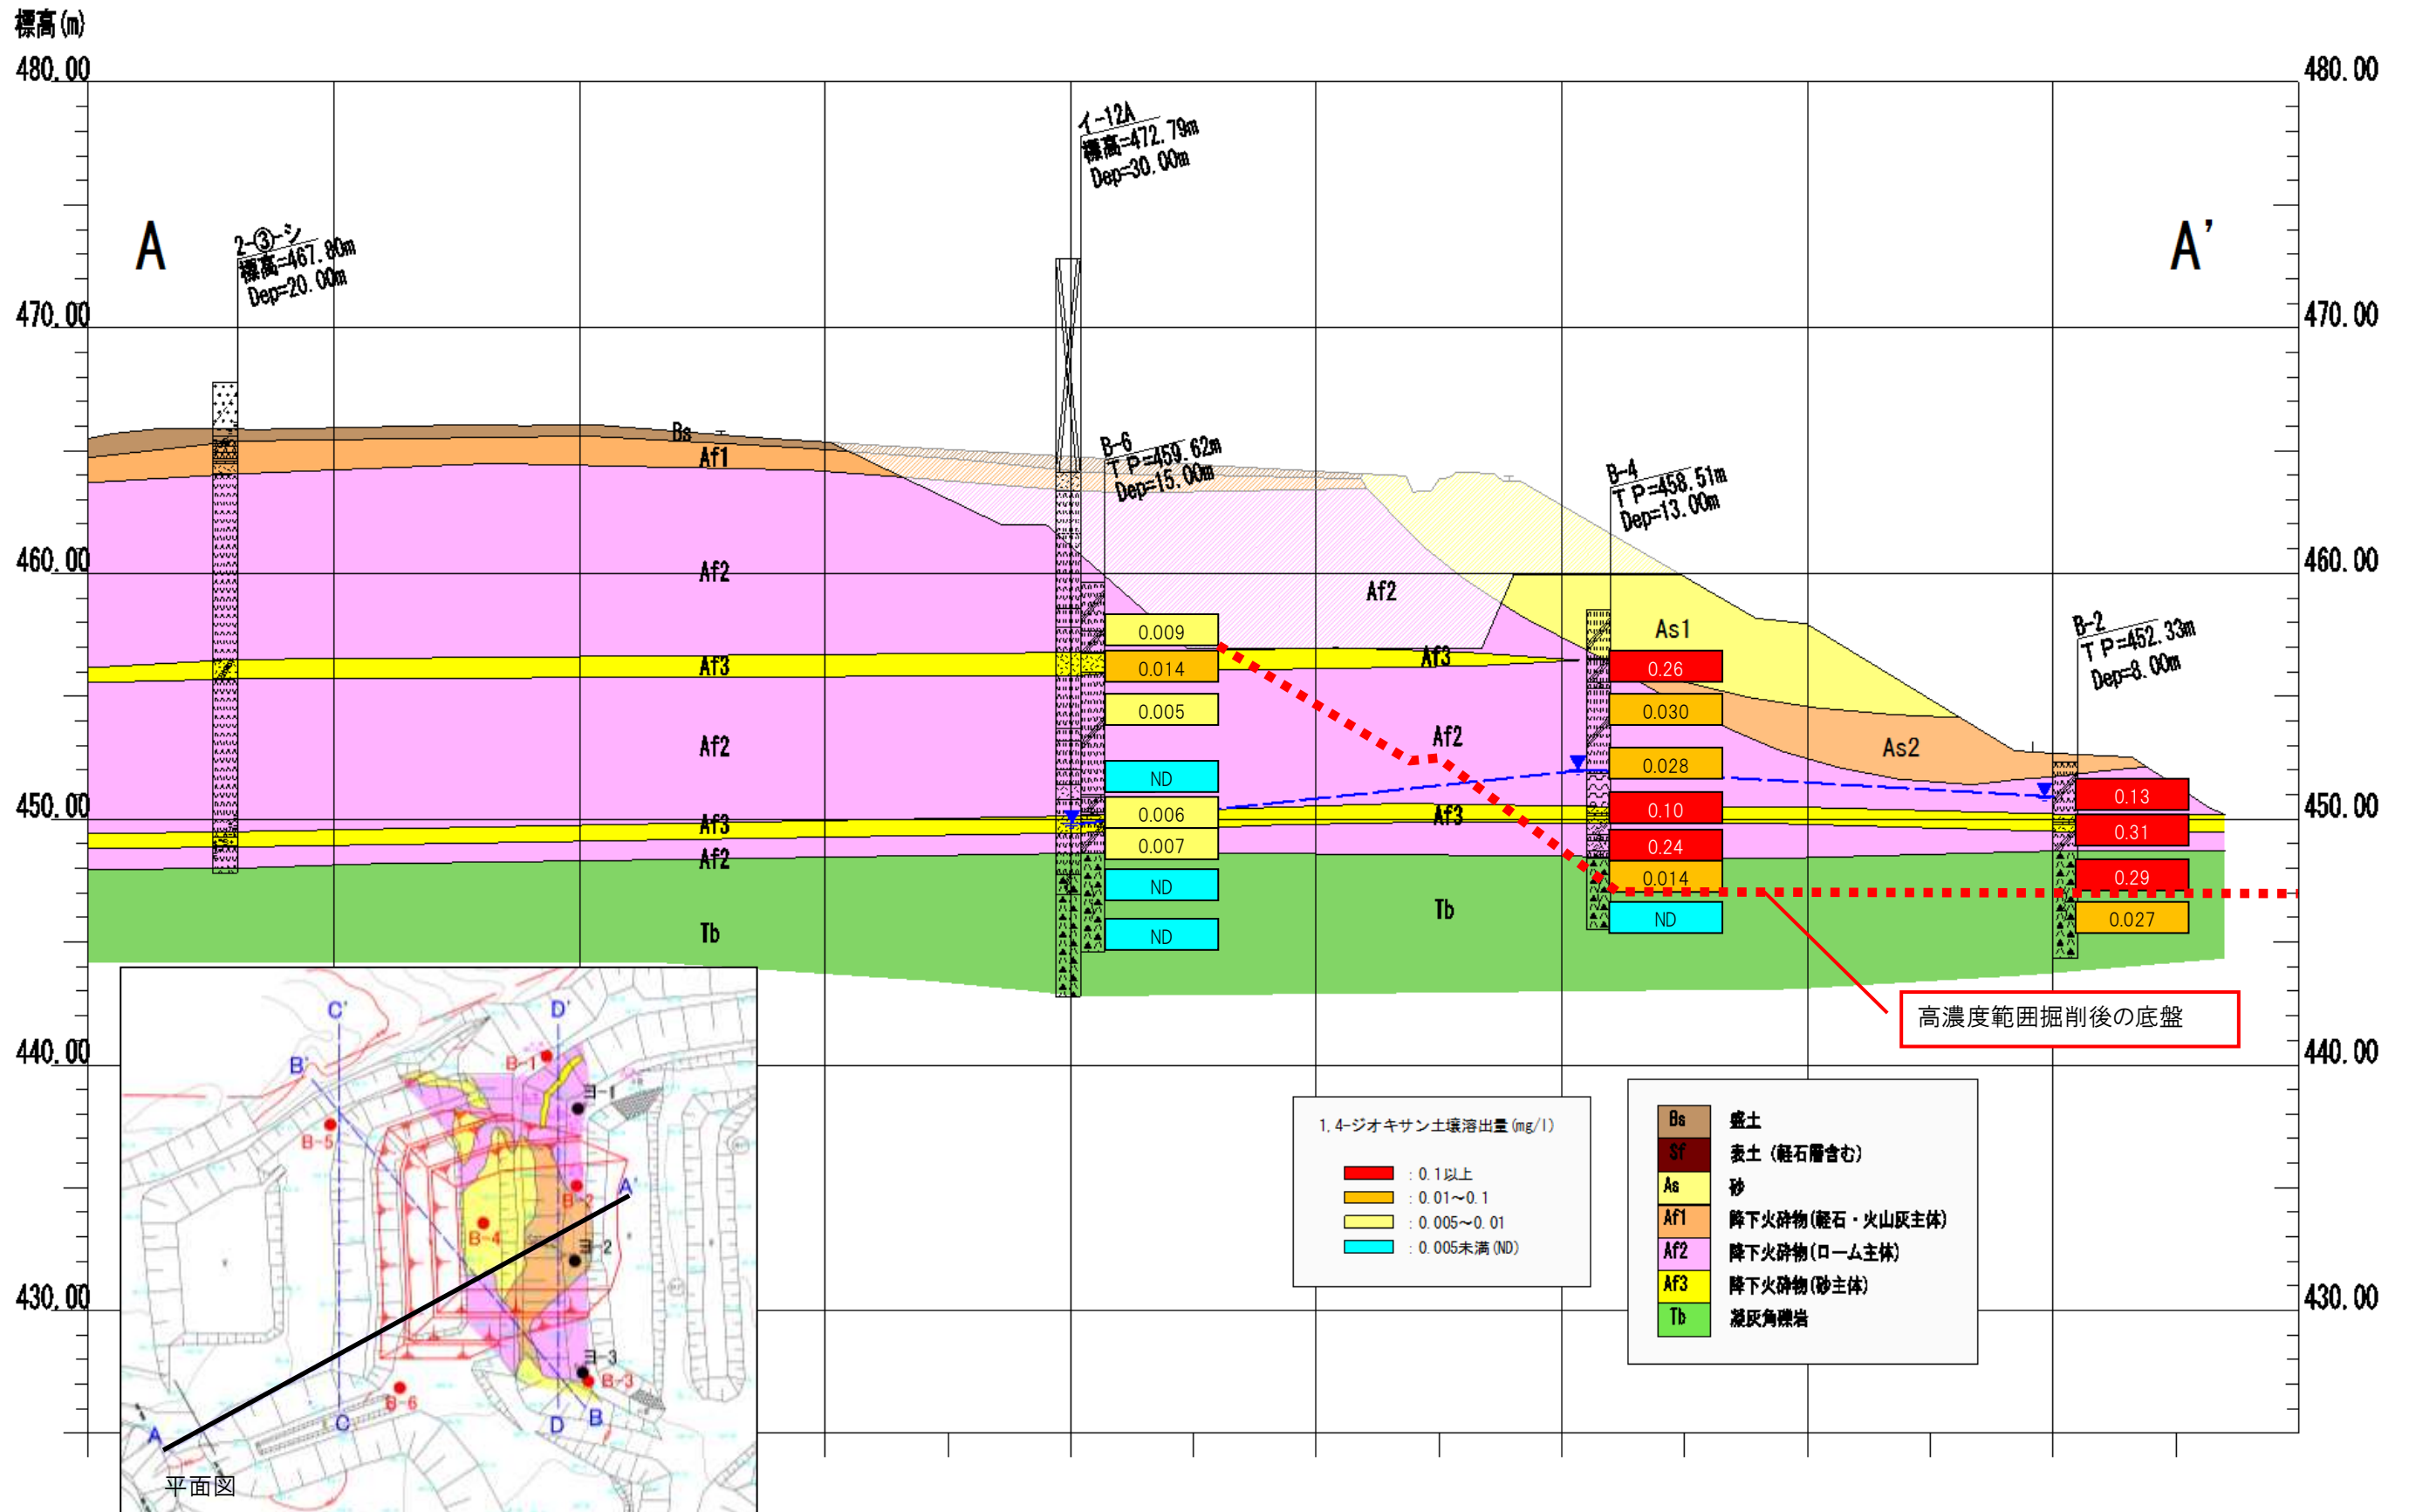 標高(m)
480.00
480.00
470.00
470.00
460.00
460.00
450.00
450.00
440.00
440.00
430.00
430.00
A
A'
2-③-シ
標高=467.80m
Dep=20.00m
イ-12A
標高=472.79m
Dep=30.00m
B-6
T P=459.62m
Dep=15.00m
B-4
T P=458.51m
Dep=13.00m
B-2
T P=452.33m
Dep=8.00m
Bs
Af1
Af2
Af3
Af2
Af3
Af2
Tb
Af2
Af3
Af2
Af3
Tb
As1
As2
0.009
0.014
0.005
ND
0.006
0.007
ND
ND
0.26
0.030
0.028
0.10
0.24
0.014
ND
0.13
0.31
0.29
0.027
高濃度範囲掘削後の底盤
1,4-ジオキサン土壌溶出量(mg/l)
：0.1以上
：0.01～0.1
：0.005～0.01
：0.005未満(ND)
Bs 盛土
Sf 表土（軽石層含む）
As 砂
Af1 降下火砕物(軽石・火山灰主体)
Af2 降下火砕物(ローム主体)
Af3 降下火砕物(砂主体)
Tb 凝灰角礫岩
C'
D'
B'
B-1
ヨ-1
B-5
A'
B-2
B-4
ヨ-2
ヨ-3
B-3
B-6
C
D
B
A
平面図